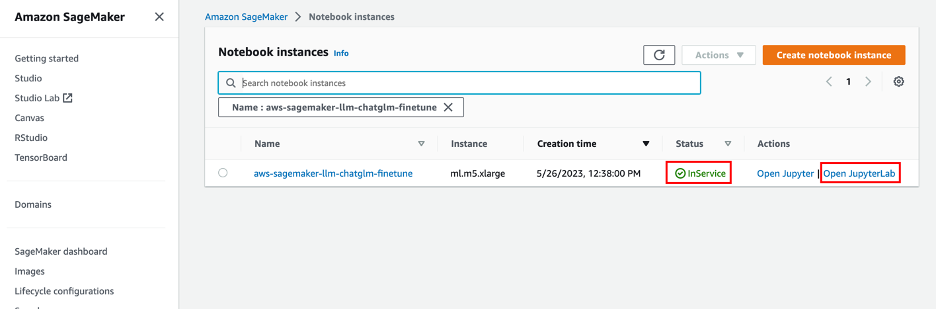 Amazon SageMaker
Getting started
Studio
Studio Lab
Canvas
RStudio
TensorBoard
Domains
SageMaker dashboard
Images
Lifecycle configurations
Amazon SageMaker > Notebook instances
Notebook instances Info
Actions
Create notebook instance
Search notebook instances
1
Name : aws-sagemaker-llm-chatglm-finetune
Name Instance Creation time Status Actions
aws-sagemaker-llm-chatglm-finetune ml.m5.xlarge 5/26/2023, 12:38:00 PM InService Open Jupyter | Open JupyterLab